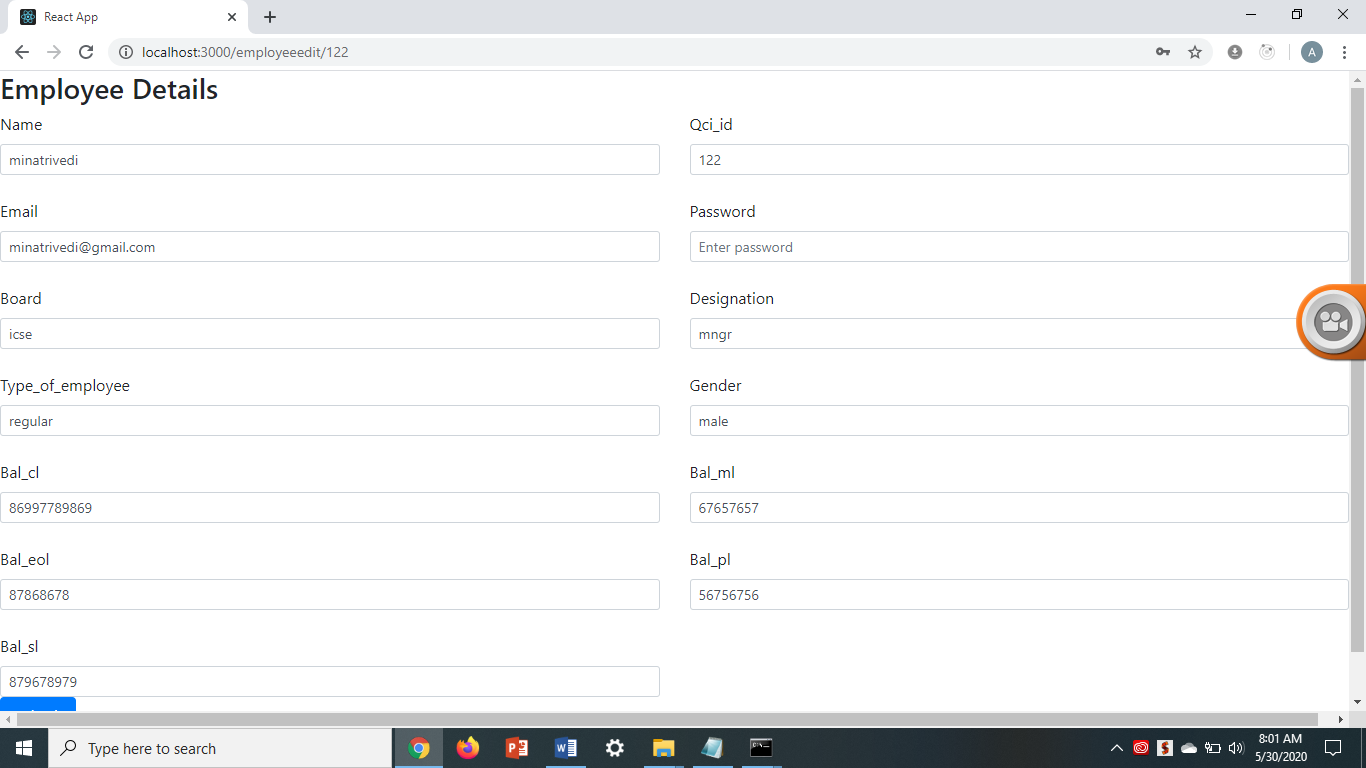 React App
localhost:3000/employeeedit/122
A
Employee Details
Name
Qci_id
minatrivedi
122
Email
Password
minatrivedi@gmail.com
Enter password
Board
Designation
icse
mngr
Type_of_employee
Gender
regular
male
Bal_cl
Bal_ml
86997789869
67657657
Bal_eol
Bal_pl
87868678
56756756
Bal_sl
879678979
Type here to search
8:01 AM
5/30/2020